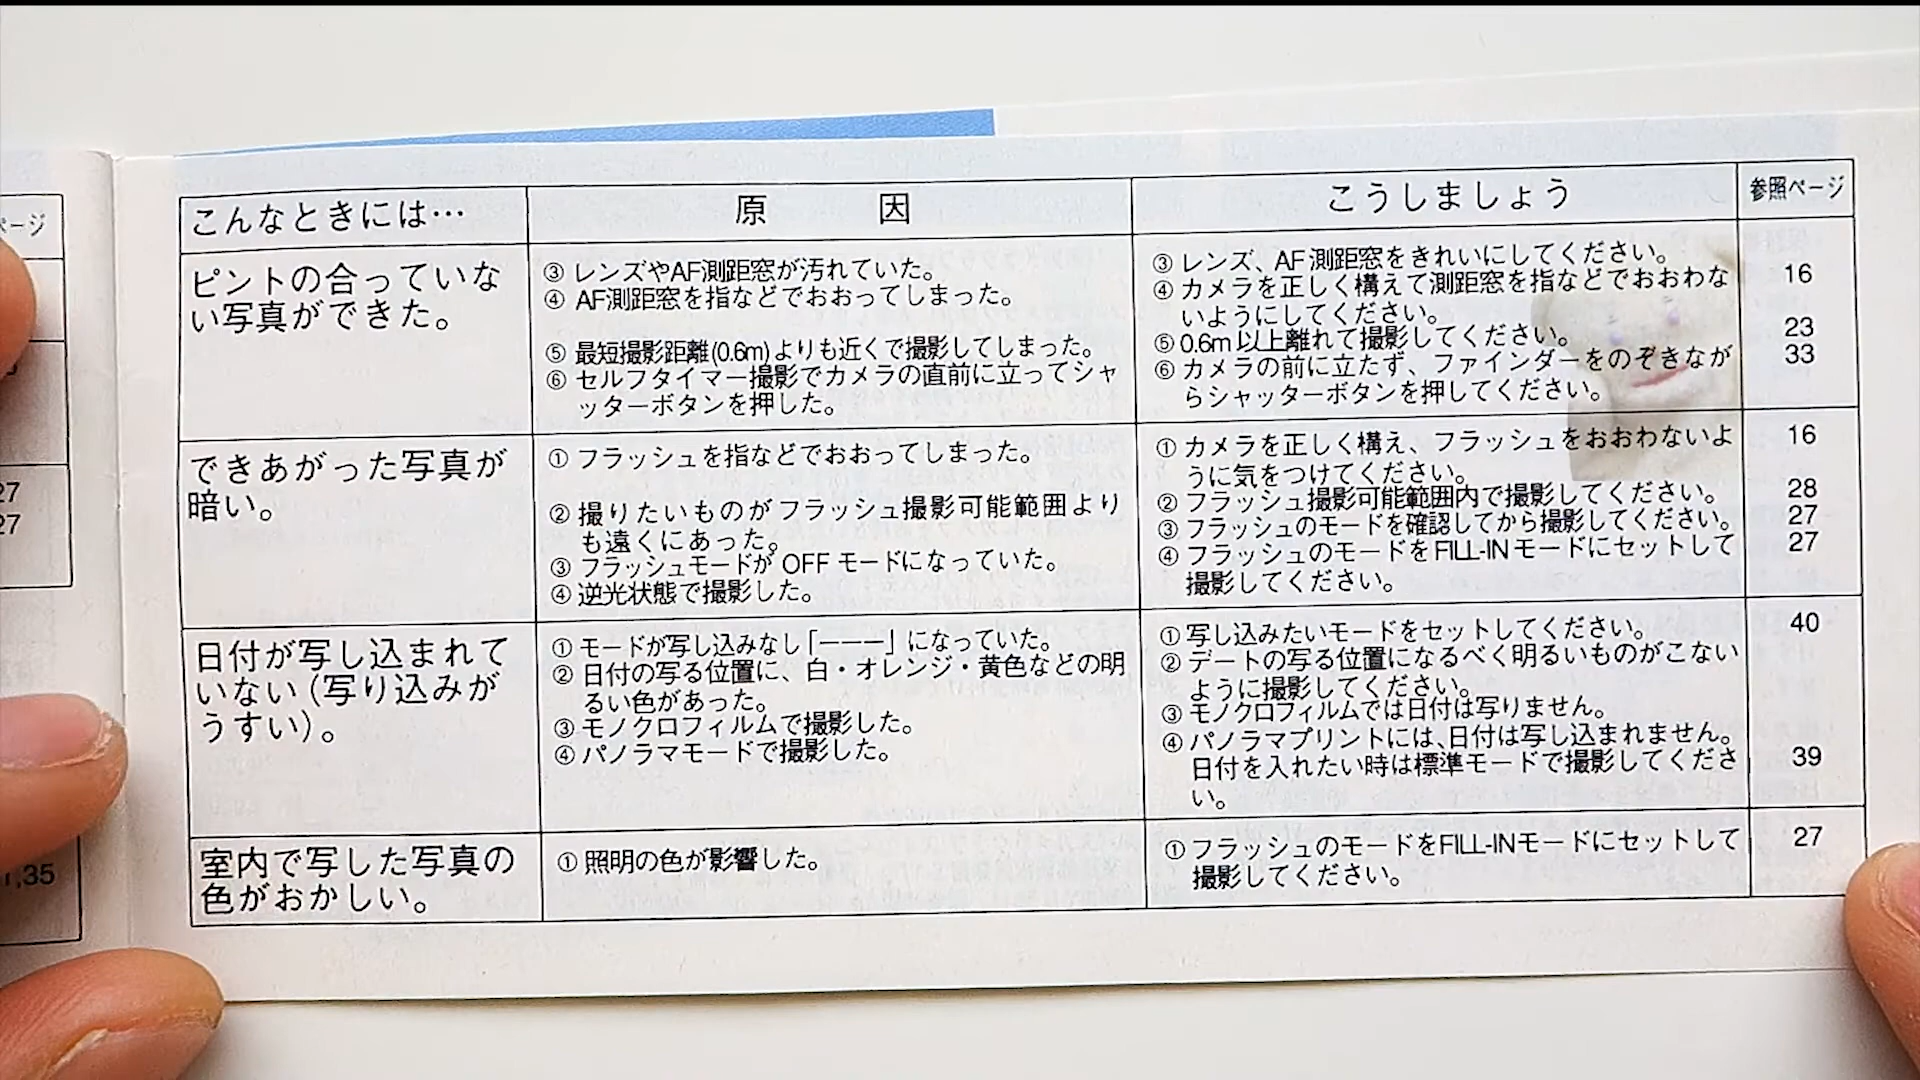 ページ
27
27
1,35
こんなときには…
原 因
こうしましょう
参照ページ
ピントの合っていな
い写真ができた。
③ レンズやAF測距窓が汚れていた。
④ AF測距窓を指などでおおってしまった。
⑤ 最短撮影距離(0.6m)よりも近くで撮影してしまった。
⑥ セルフタイマー撮影でカメラの直前に立ってシャ
ッターボタンを押した。
③ レンズ、AF測距窓をきれいにしてください。
④ カメラを正しく構えて測距窓を指などでおおわな
いようにしてください。
⑤ 0.6m以上離れて撮影してください。
⑥ カメラの前に立たず、ファインダーをのぞきなが
らシャッターボタンを押してください。
16
23
33
できあがった写真が
暗い。
① フラッシュを指などでおおってしまった。
② 撮りたいものがフラッシュ撮影可能範囲より
も遠くにあった。
③ フラッシュモードが OFF モードになっていた。
④ 逆光状態で撮影した。
① カメラを正しく構え、フラッシュをおおわないよ
うに気をつけてください。
② フラッシュ撮影可能範囲内で撮影してください。
③ フラッシュのモードを確認してから撮影してください。
④ フラッシュのモードをFILL-INモードにセットして
撮影してください。
16
28
27
27
日付が写し込まれて
いない(写り込みが
うすい)。
① モードが写し込みなし「ーーー」になっていた。
② 日付の写る位置に、白・オレンジ・黄色などの明
るい色があった。
③ モノクロフィルムで撮影した。
④ パノラマモードで撮影した。
① 写し込みたいモードをセットしてください。
② デートの写る位置になるべく明るいものがこない
ように撮影してください。
③ モノクロフィルムでは日付は写りません。
④ パノラマプリントには、日付は写し込まれません。
日付を入れたい時は標準モードで撮影してくださ
い。
40
39
室内で写した写真の
色がおかしい。
① 照明の色が影響した。
① フラッシュのモードをFILL-INモードにセットして
撮影してください。
27